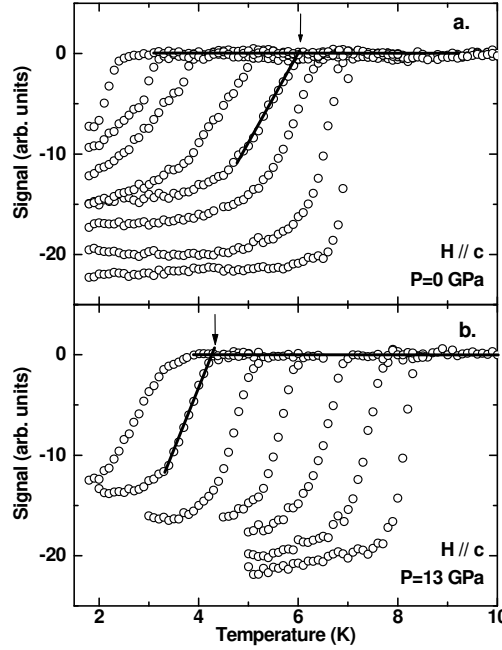 a.
0
-10
-20
Signal (arb. units)
H // c
P=0 GPa
b.
0
-10
-20
Signal (arb. units)
H // c
P=13 GPa
2 4 6 8 10
Temperature (K)